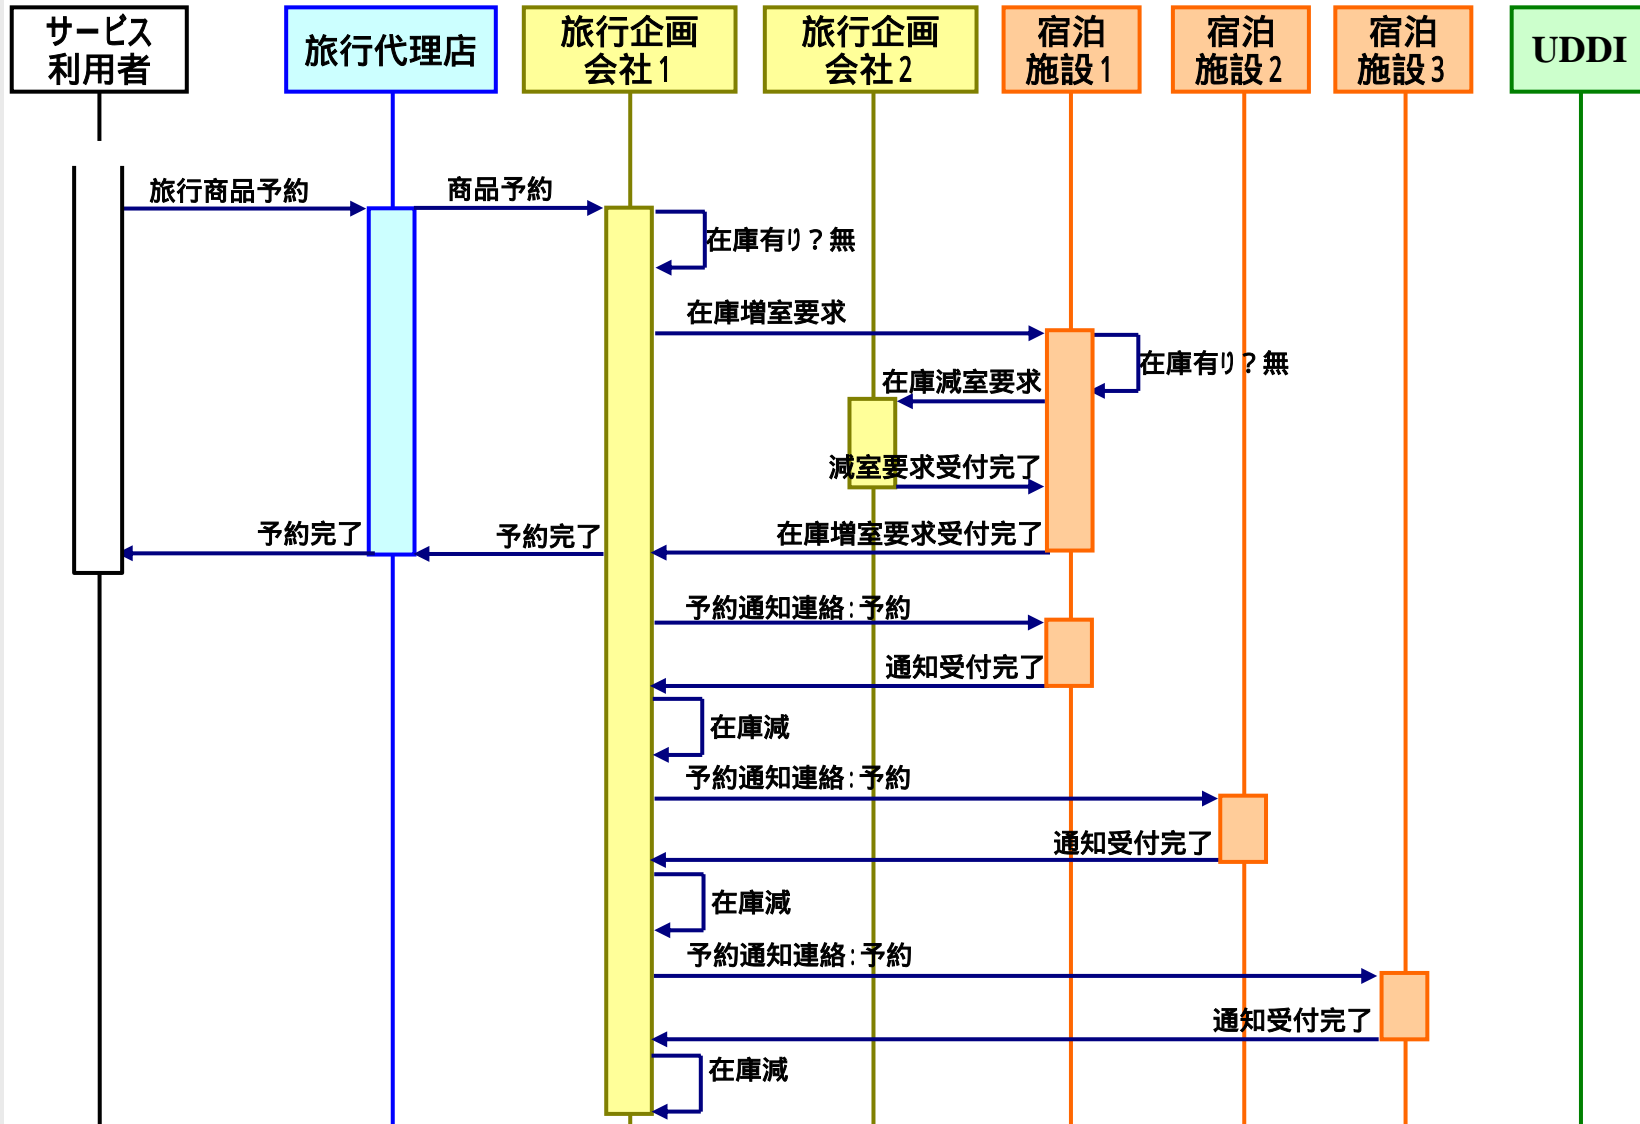 サービス
利用者
旅行代理店
旅行企画
会社1
旅行企画
会社2
宿泊
施設1
宿泊
施設2
宿泊
施設3
UDDI
旅行商品予約
商品予約
在庫有り？無
在庫増室要求
在庫有り？無
在庫減室要求
減室要求受付完了
予約完了
予約完了
在庫増室要求受付完了
予約通知連絡：予約
通知受付完了
在庫減
予約通知連絡：予約
通知受付完了
在庫減
予約通知連絡：予約
通知受付完了
在庫減